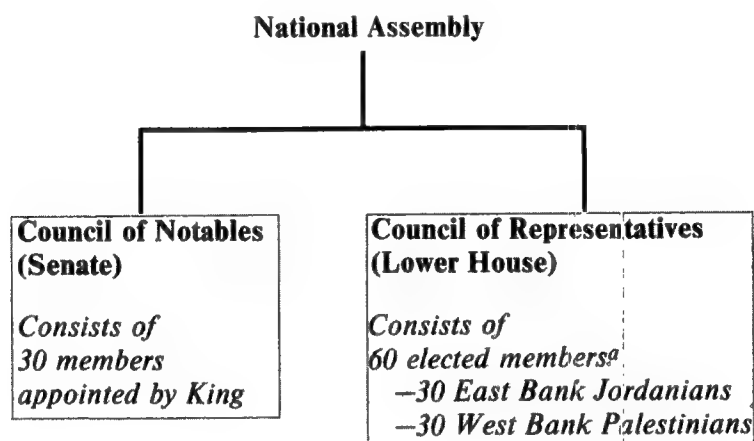 National Assembly
Council of Notables
(Senate)
Consists of
30 members
appointed by King
Council of Representatives
(Lower House)
Consists of
60 elected members.a
—30 East Bank Jordanians
—30 West Bank Palestinians